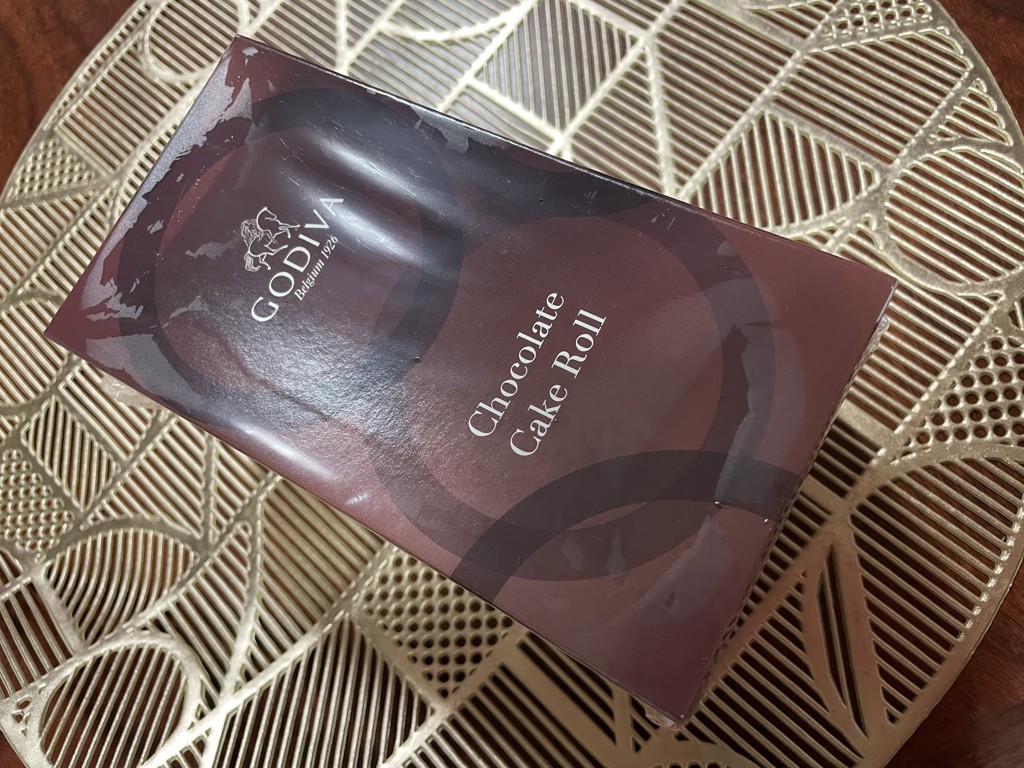 GODIVA
Belgium 1926
Chocolate
Cake Roll